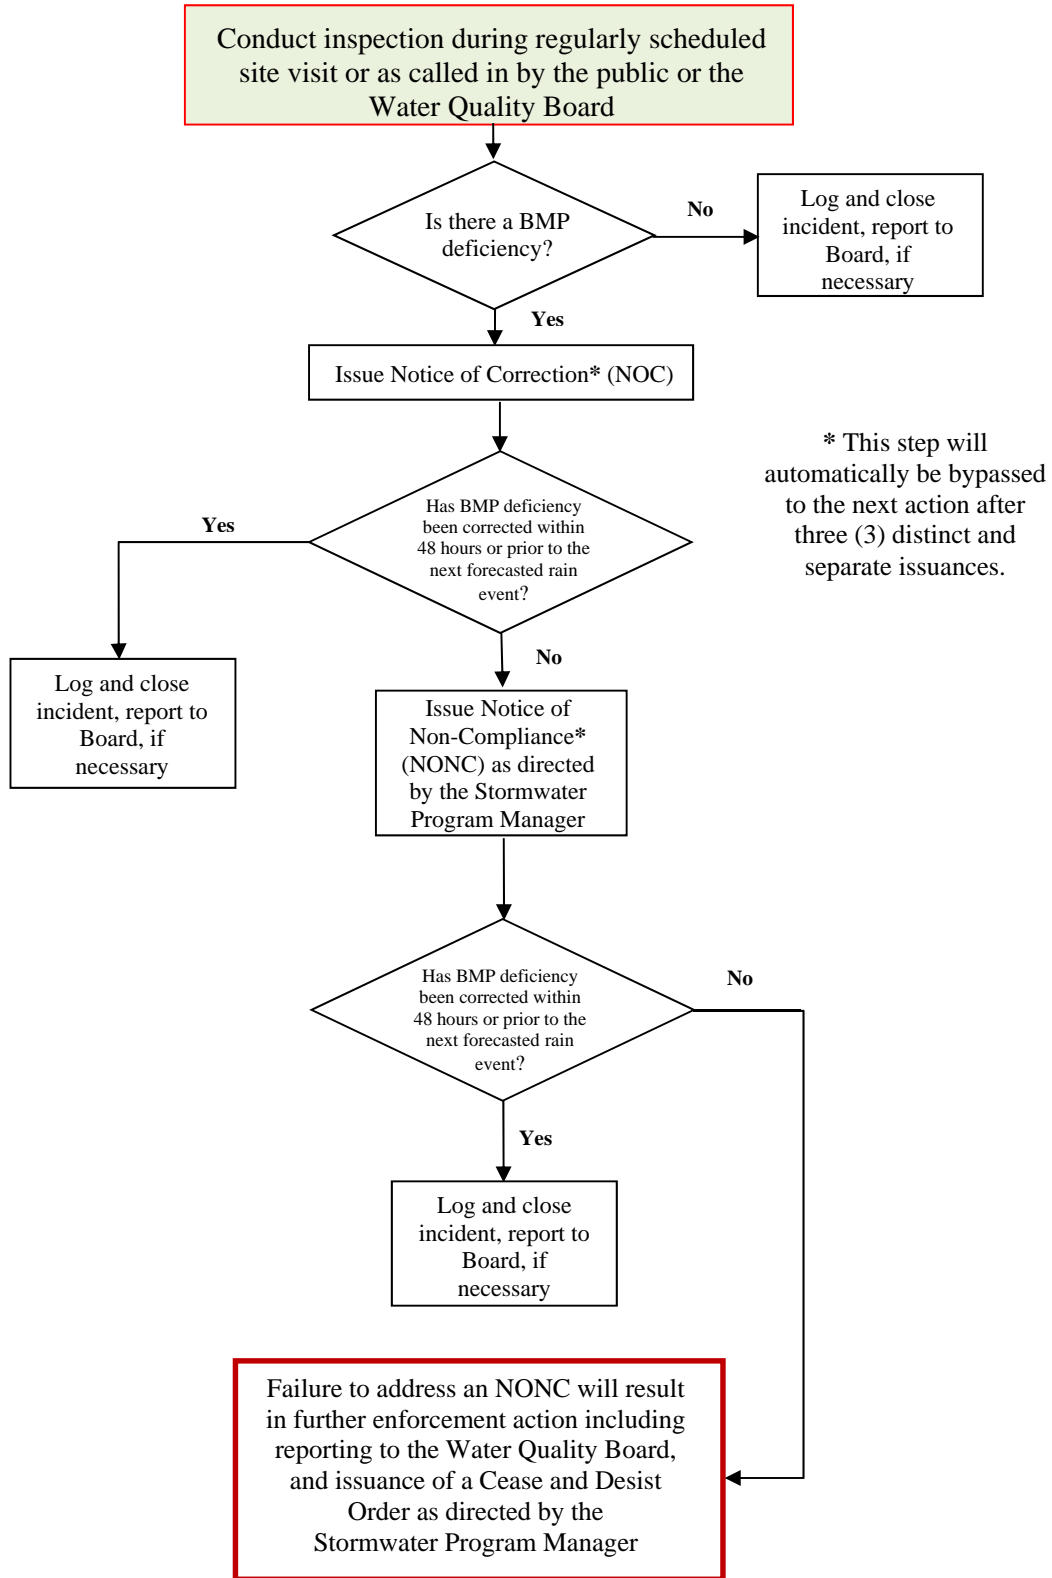 Conduct inspection during regularly scheduled
site visit or as called in by the public or the
Water Quality Board
Is there a BMP
deficiency?
No
Log and close
incident, report to
Board, if
necessary
Yes
Issue Notice of Correction* (NOC)
* This step will
automatically be bypassed
to the next action after
three (3) distinct and
separate issuances.
Has BMP deficiency
been corrected within
48 hours or prior to the
next forecasted rain
event?
Yes
Log and close
incident, report to
Board, if
necessary
No
Issue Notice of
Non-Compliance*
(NONC) as directed
by the Stormwater
Program Manager
Has BMP deficiency
been corrected within
48 hours or prior to the
next forecasted rain
event?
No
Yes
Log and close
incident, report to
Board, if
necessary
Failure to address an NONC will result
in further enforcement action including
reporting to the Water Quality Board,
and issuance of a Cease and Desist
Order as directed by the
Stormwater Program Manager